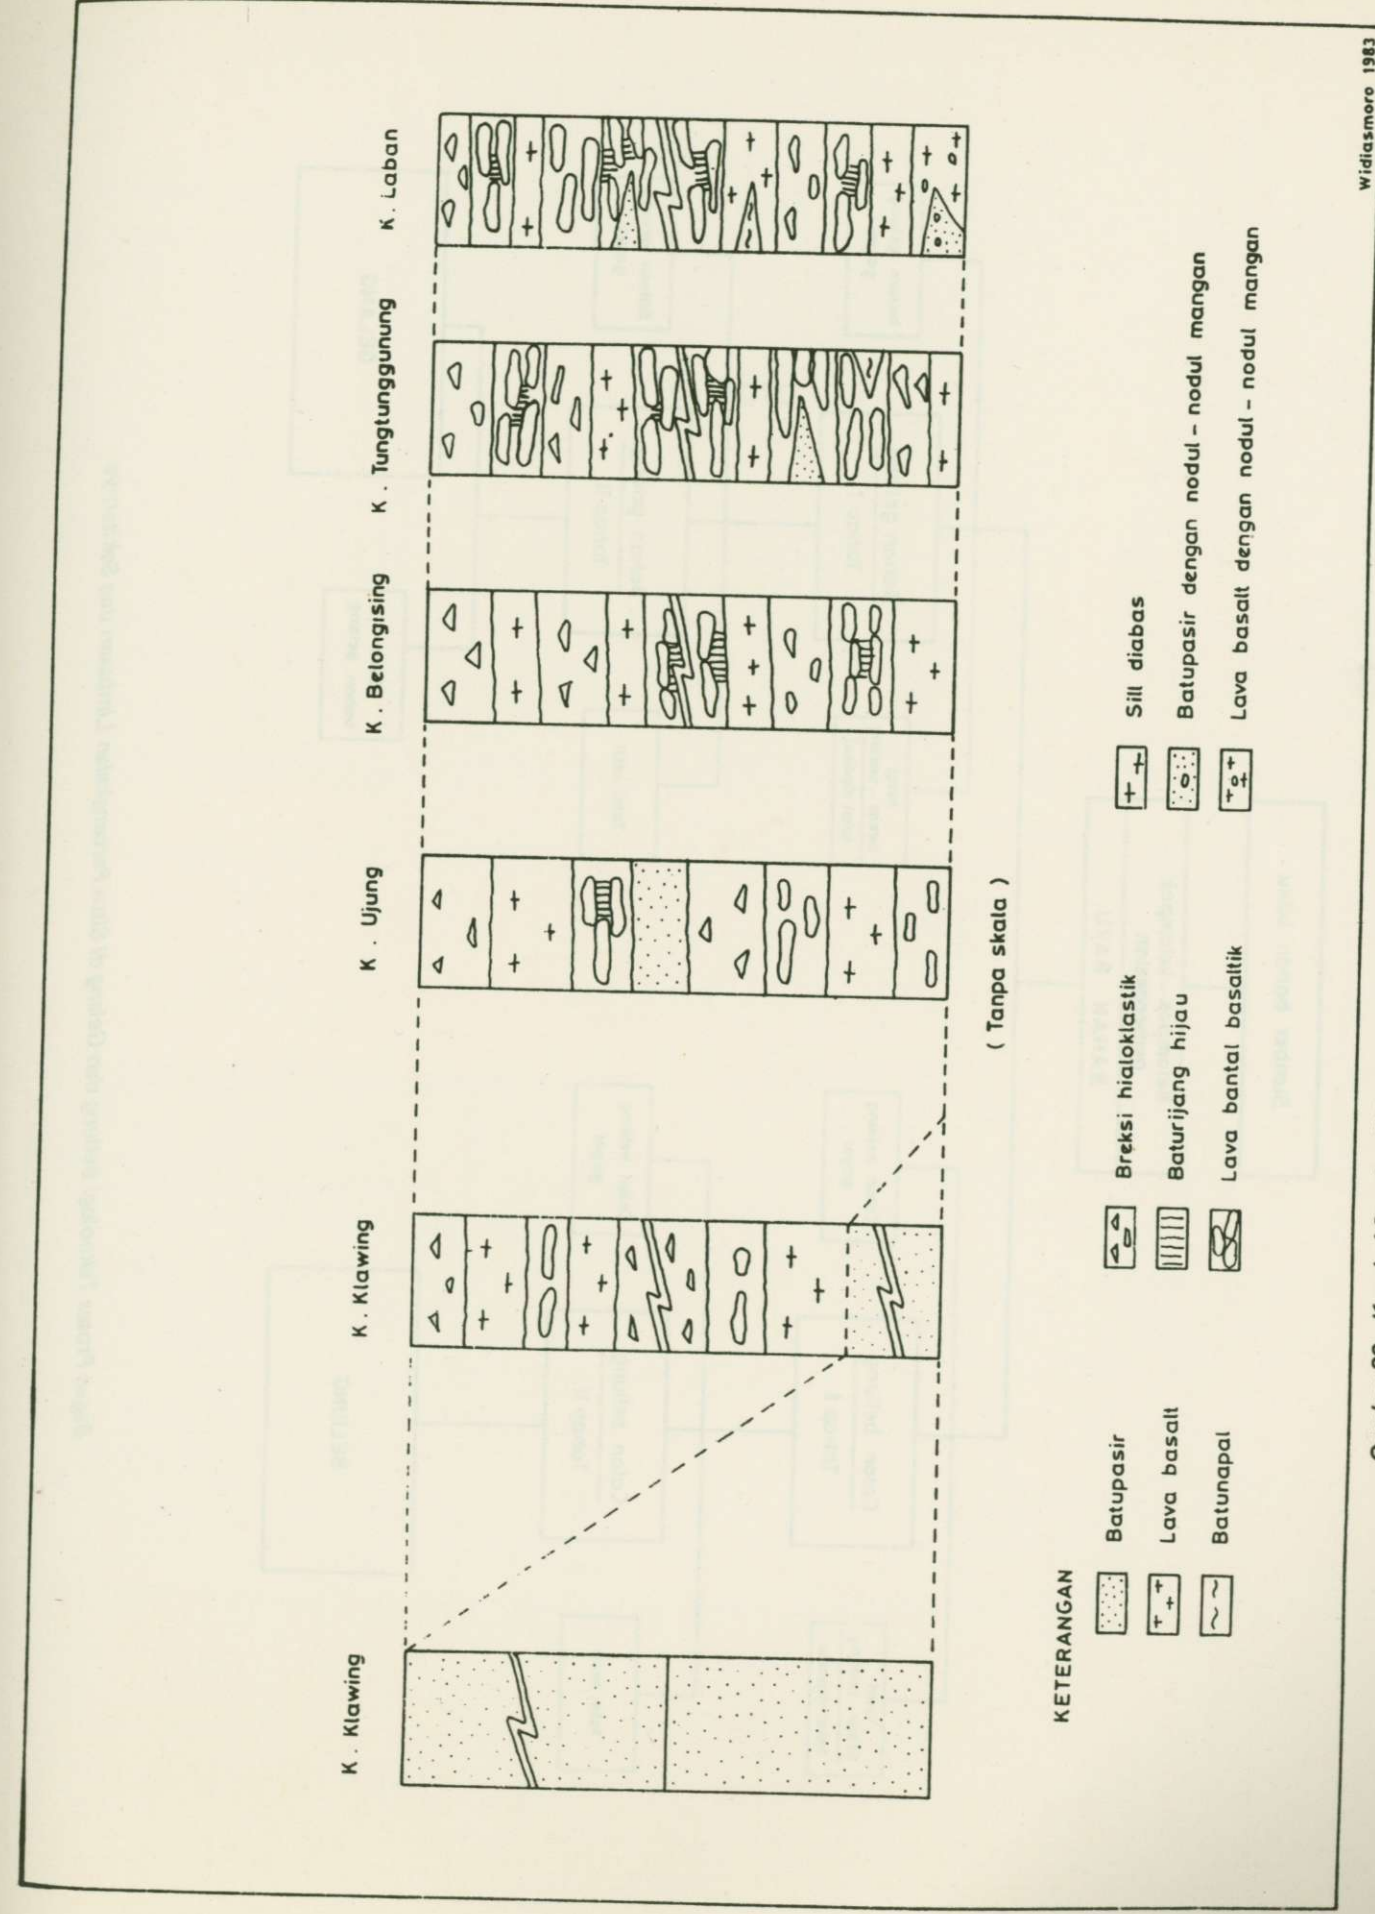 K . Klawing
K . Klawing
K . Ujung
K . Belongising
K . Tungtunggunung
K . Laban
( Tanpa skala )
KETERANGAN
Batupasir
Lava basalt
Batunapal
Breksi hialoklastik
Baturijang hijau
Lava bantal basaltik
Sill diabas
Batupasir dengan nodul - nodul mangan
Lava basalt dengan nodul - nodul mangan
Widiasmoro 1983